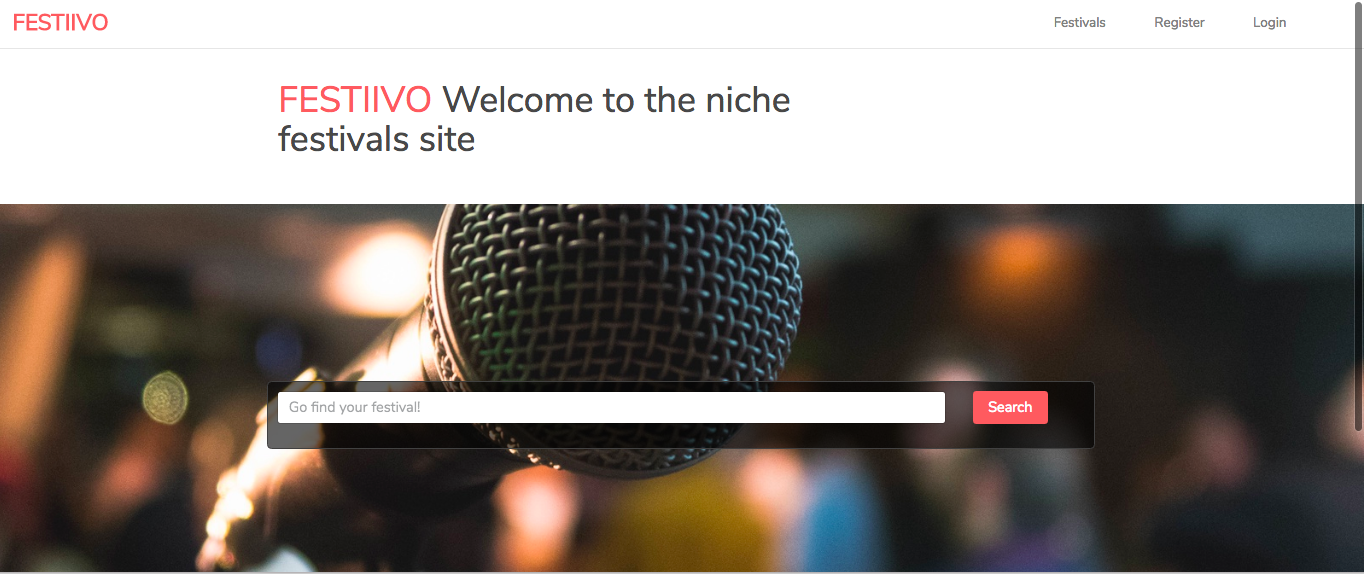 FESTIIVO
Festivals
Register
Login
FESTIIVO Welcome to the niche
festivals site
Go find your festival!
Search